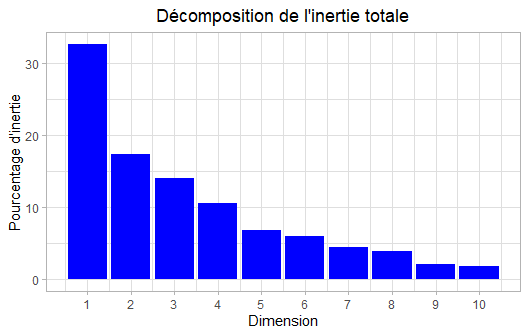 Décomposition de l'inertie totale
Pourcentage d'inertie
30
20
10
0
1 2 3 4 5 6 7 8 9 10
Dimension